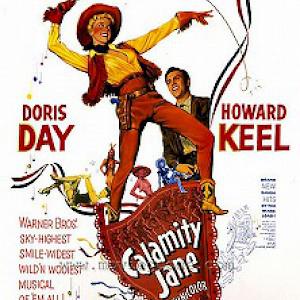 DORIS
DAY
HOWARD
KEEL
WARNER BROS'
SKY-HIGHEST
SMILE-WIDEST
WILD'N WOOLIEST
MUSICAL
OF 'EM ALL!
Calamity
Jane